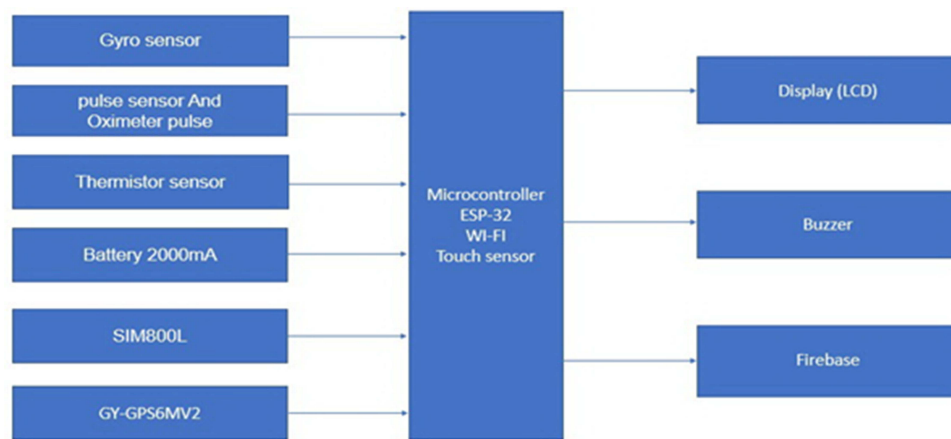 Gyro sensor
pulse sensor And
Oximeter pulse
Thermistor sensor
Battery 2000mA
SIM800L
GY-GPS6MV2
Microcontroller
ESP-32
WI-FI
Touch sensor
Display (LCD)
Buzzer
Firebase